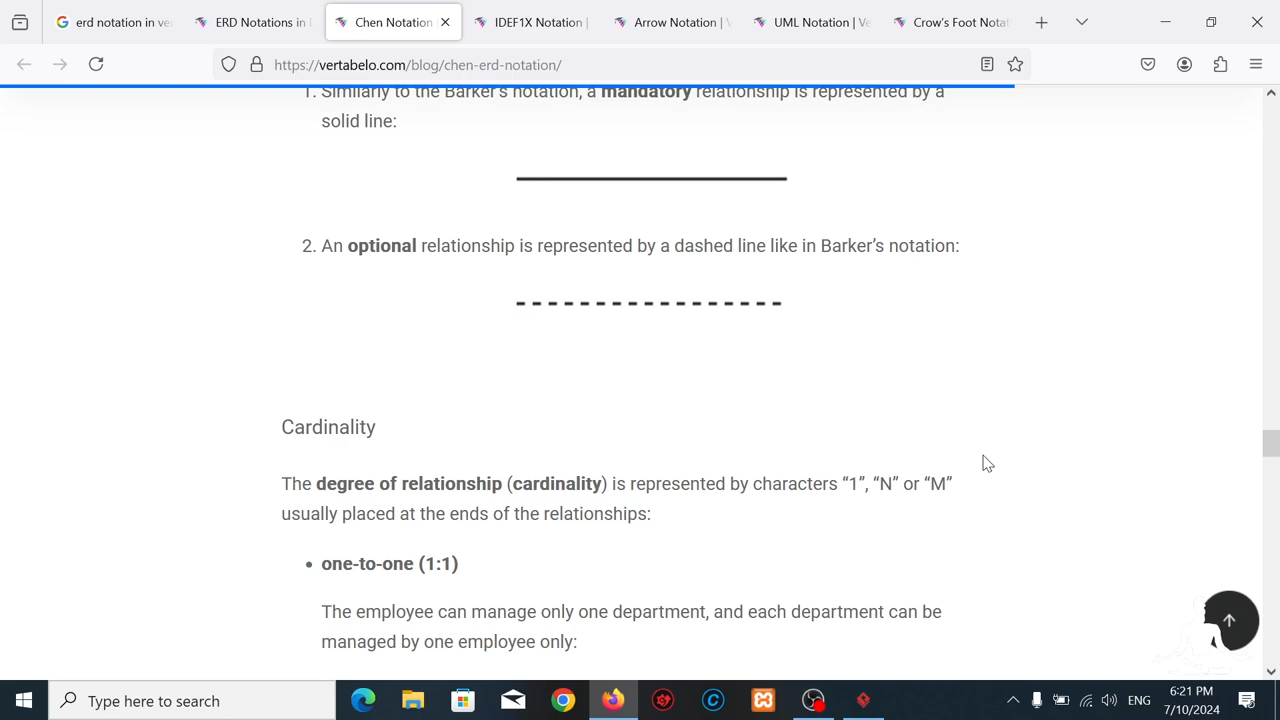 erd notation in ve
ERD Notations in
Chen Notation
IDEF1X Notation |
Arrow Notation | V
UML Notation | Ve
Crow's Foot Nota
https://vertabelo.com/blog/chen-erd-notation/
1. Similarly to the Barker's notation, a mandatory relationship is represented by a
solid line:
2. An optional relationship is represented by a dashed line like in Barker's notation:
Cardinality
The degree of relationship (cardinality) is represented by characters “1”, “N” or “M”
usually placed at the ends of the relationships:
• one-to-one (1:1)
The employee can manage only one department, and each department can be
managed by one employee only:
Type here to search
ENG
6:21 PM
7/10/2024